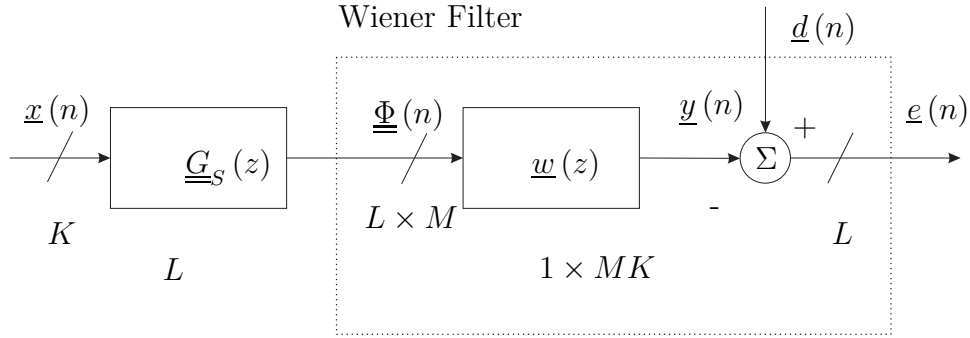 Wiener Filter
d(n)
x(n)
Φ(n)
y(n)
+
e(n)
G_S(z)
w(z)
Σ
-
K
L
L × M
1 × MK
L